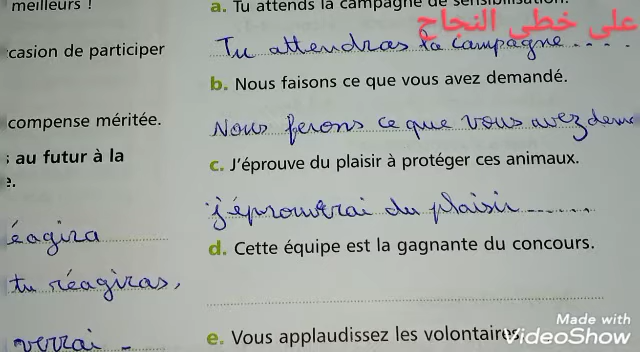 meilleurs !
casion de participer
compense méritée.
au futur à la
e.
éagira
tu réagiras,
verrai -
a. Tu attends la campagne de sensibilisation.
على خطى النجاح
Tu attendras la campagne....
b. Nous faisons ce que vous avez demandé.
Nous ferons ce que vous avez dem
c. J'éprouve du plaisir à protéger ces animaux.
j'éprouverai du plaisir......
d. Cette équipe est la gagnante du concours.
e. Vous applaudissez les volontaires.
Made with
VideoShow